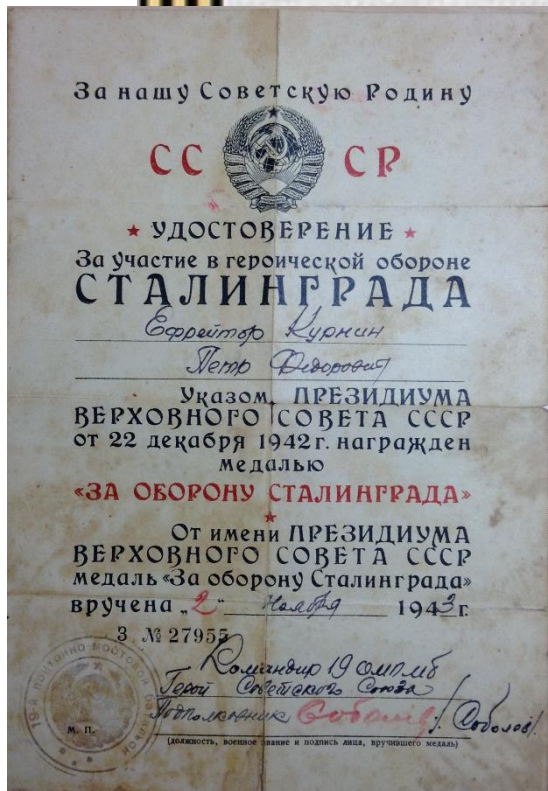 За нашу Советскую Родину
СС СР
УДОСТОВЕРЕНИЕ
За участие в героической обороне
СТАЛИНГРАДА
Ефрейтор Курнин
Петр Федорович
Указом ПРЕЗИДИУМА
ВЕРХОВНОГО СОВЕТА СССР
от 22 декабря 1942 г. награжден
медалью
«ЗА ОБОРОНУ СТАЛИНГРАДА»
От имени ПРЕЗИДИУМА
ВЕРХОВНОГО СОВЕТА СССР
медаль «За оборону Сталинграда»
вручена „2“ Ноября 1943 г.
З № 27955
Командир 19
Герой Советского Союза
Подполковник Соболев /Соболев/
М. П.
(должность, военное звание и подпись лица, вручившего медаль)